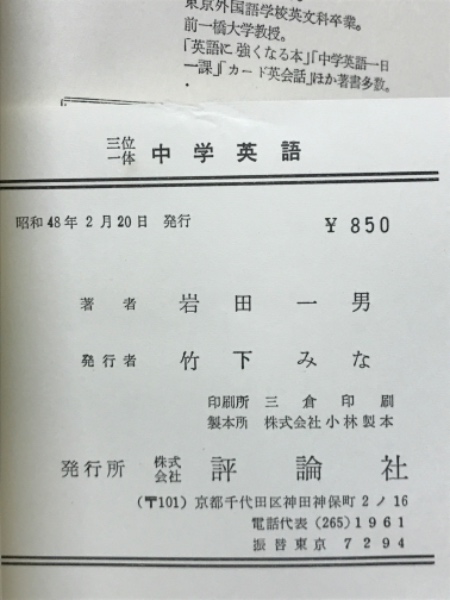 東京外国語学校英文科卒業。
前一橋大学教授。
「英語に強くなる本」「中学英語一日
一課」「カード英会話」ほか著書多数。
三位一体 中学英語
昭和48年2月20日 発行 ¥850
著者 岩田一男
発行者 竹下みな
印刷所 三倉印刷
製本所 株式会社小林製本
発行所 株式会社 評論社
(〒101) 京都千代田区神田神保町2ノ16
電話代表 (265) 1961
振替東京 7294